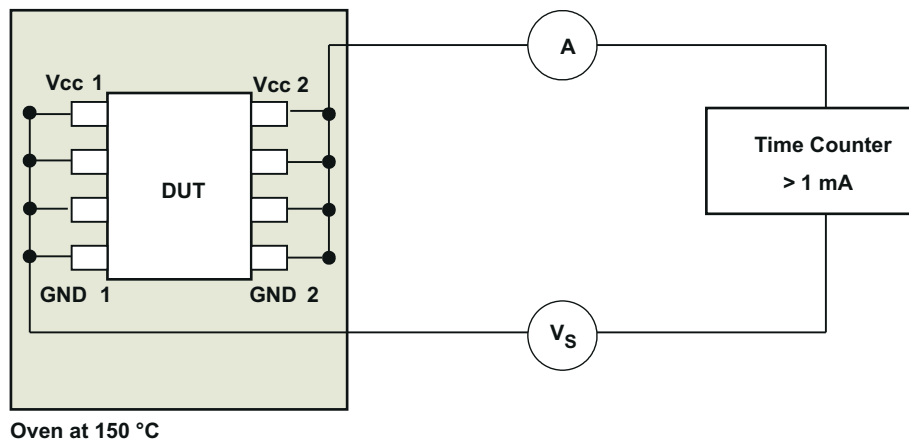 A
Vcc 1
Vcc 2
Time Counter
> 1 mA
DUT
GND 1
GND 2
VS
Oven at 150 °C